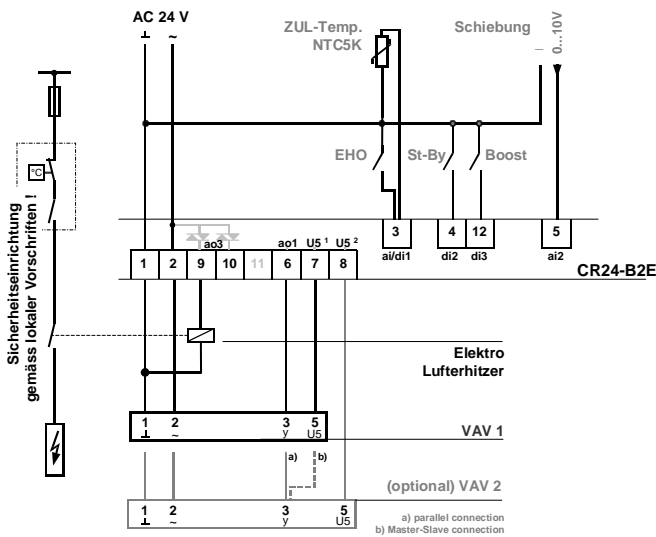 AC 24 V
⊥ ~
ZUL-Temp.
NTC5K
Schiebung
– 0...10V
°C
Sicherheitseinrichtung
gemäss lokaler Vorschriften !
EHO
St-By
Boost
3 4 12 5
ai/di1 di2 di3 ai2
ao3 ao1 U5 1 U5 2
1 2 9 10 11 6 7 8
CR24-B2E
Elektro
Lufterhitzer
1 2 3 5
⊥ ~ y U5
VAV 1
a) b)
(optional) VAV 2
1 2 3 5
⊥ ~ y U5
a) parallel connection
b) Master-Slave connection